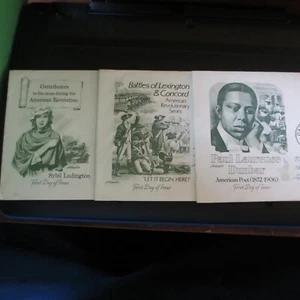 Contributors
to the cause during the
American Revolution
Sybil Ludington
First Day of Issue
Battles of Lexington
& Concord
American
Revolutionary
Series
"LET IT BEGIN HERE!"
First Day of Issue
Paul Laurence
Dunbar
American Poet (1872-1906)
First Day of Issue